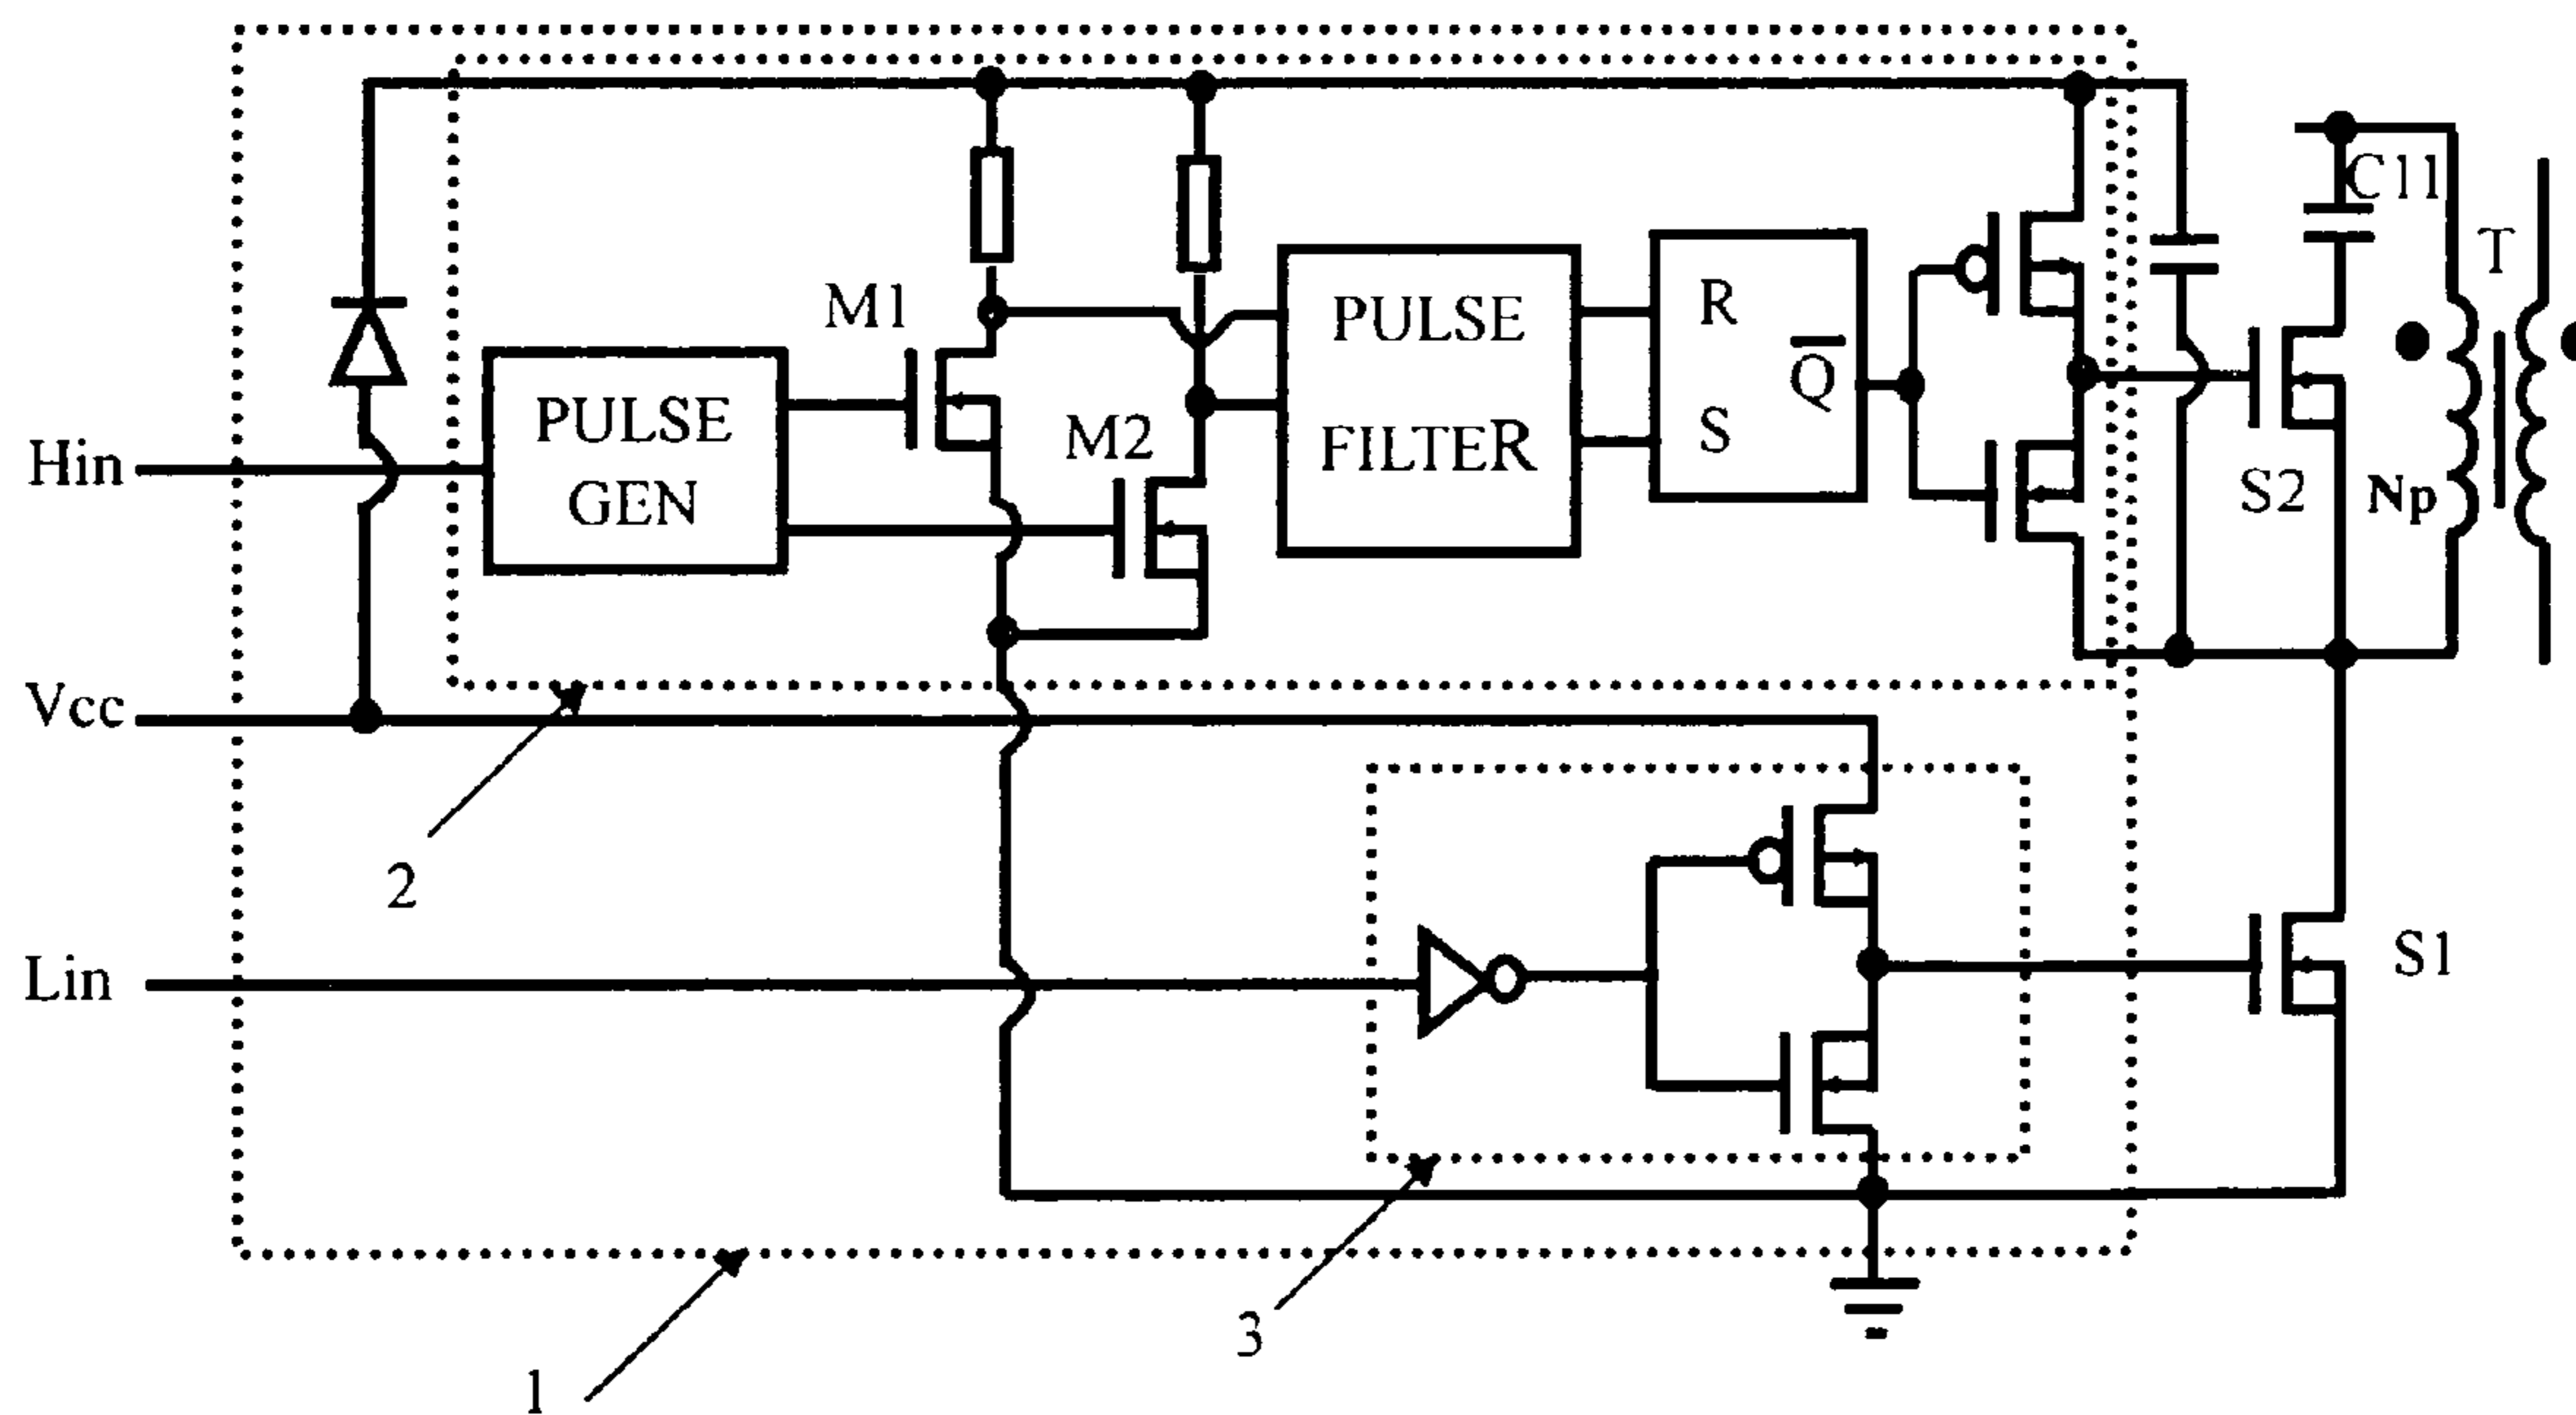 C11
T
M1
R
PULSE
FILTER
Q̅
S
PULSE
GEN
M2
Hin
S2
Np
Vcc
2
Lin
S1
3
1